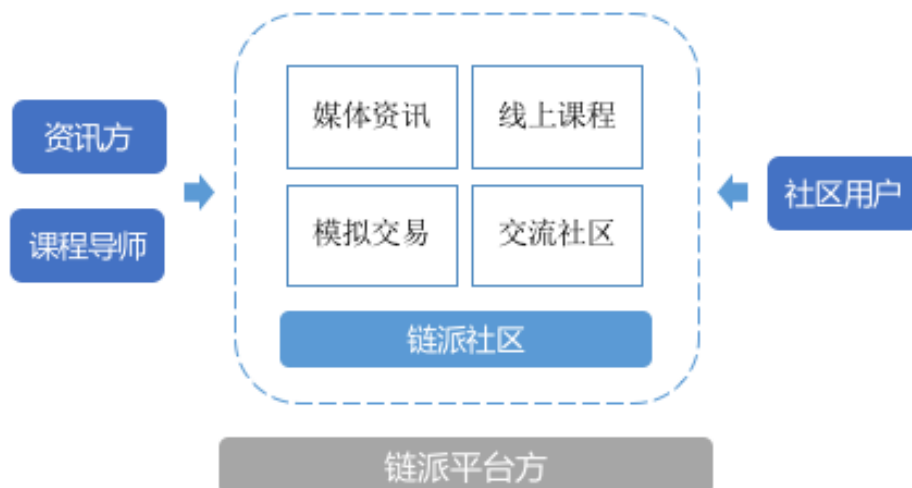 资讯方
课程导师
媒体资讯
线上课程
模拟交易
交流社区
链派社区
社区用户
链派平台方